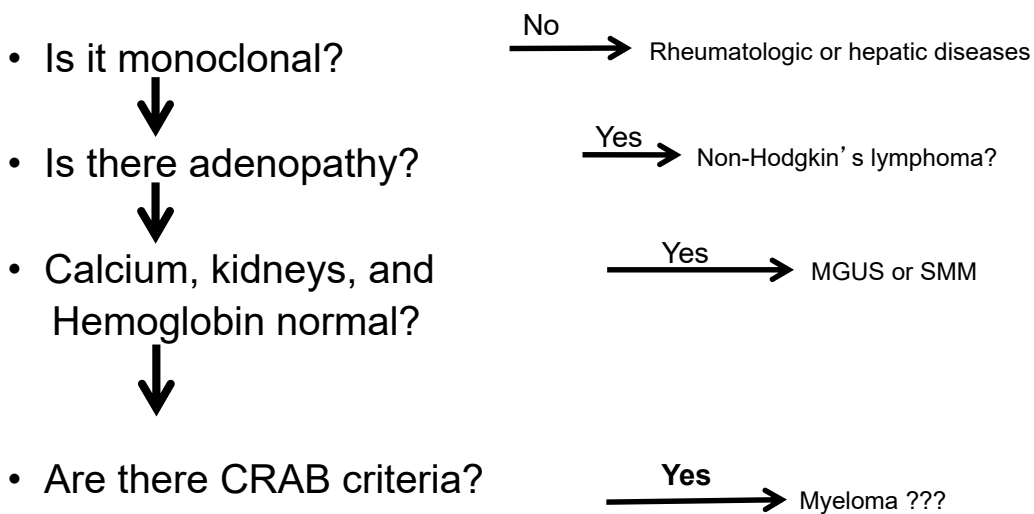 No
• Is it monoclonal?
Rheumatologic or hepatic diseases
Yes
• Is there adenopathy?
Non-Hodgkin’s lymphoma?
• Calcium, kidneys, and
Yes
MGUS or SMM
Hemoglobin normal?
• Are there CRAB criteria?
Yes
Myeloma ???